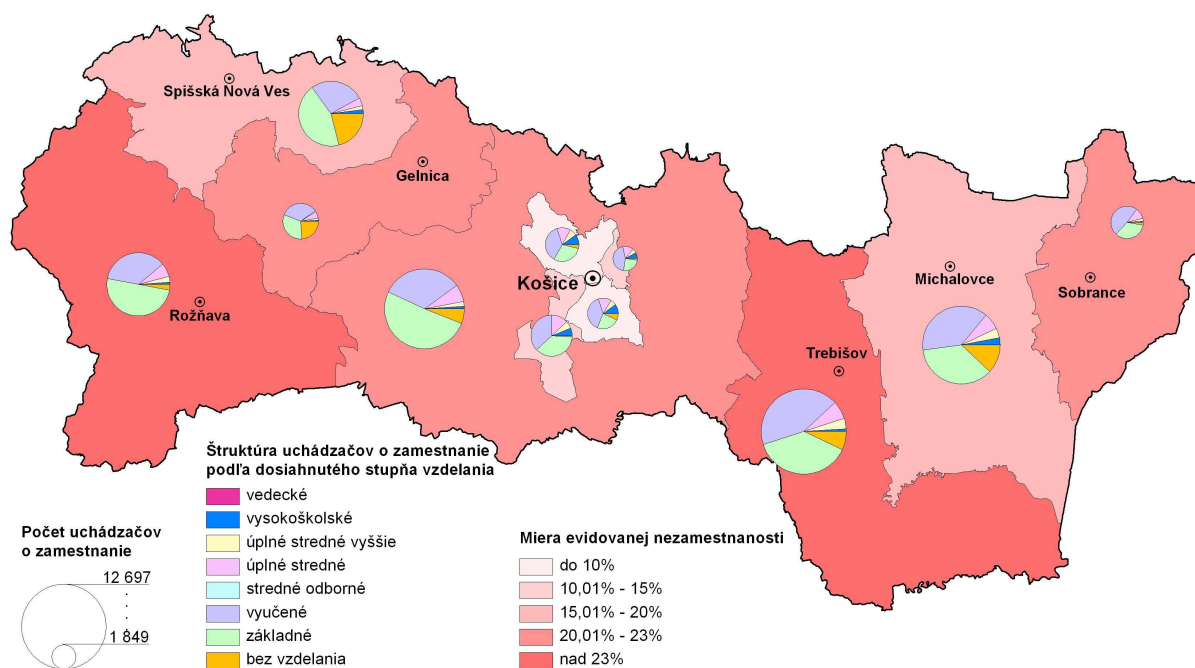 Spišská Nová Ves
Gelnica
Rožňava
Košice
Michalovce
Sobrance
Trebišov
Štruktúra uchádzačov o zamestnanie
podľa dosiahnutého stupňa vzdelania
vedecké
vysokoškolské
úplné stredné vyššie
úplné stredné
stredné odborné
vyučené
základné
bez vzdelania
Počet uchádzačov
o zamestnanie
12 697
1 849
Miera evidovanej nezamestnanosti
do 10%
10,01% - 15%
15,01% - 20%
20,01% - 23%
nad 23%